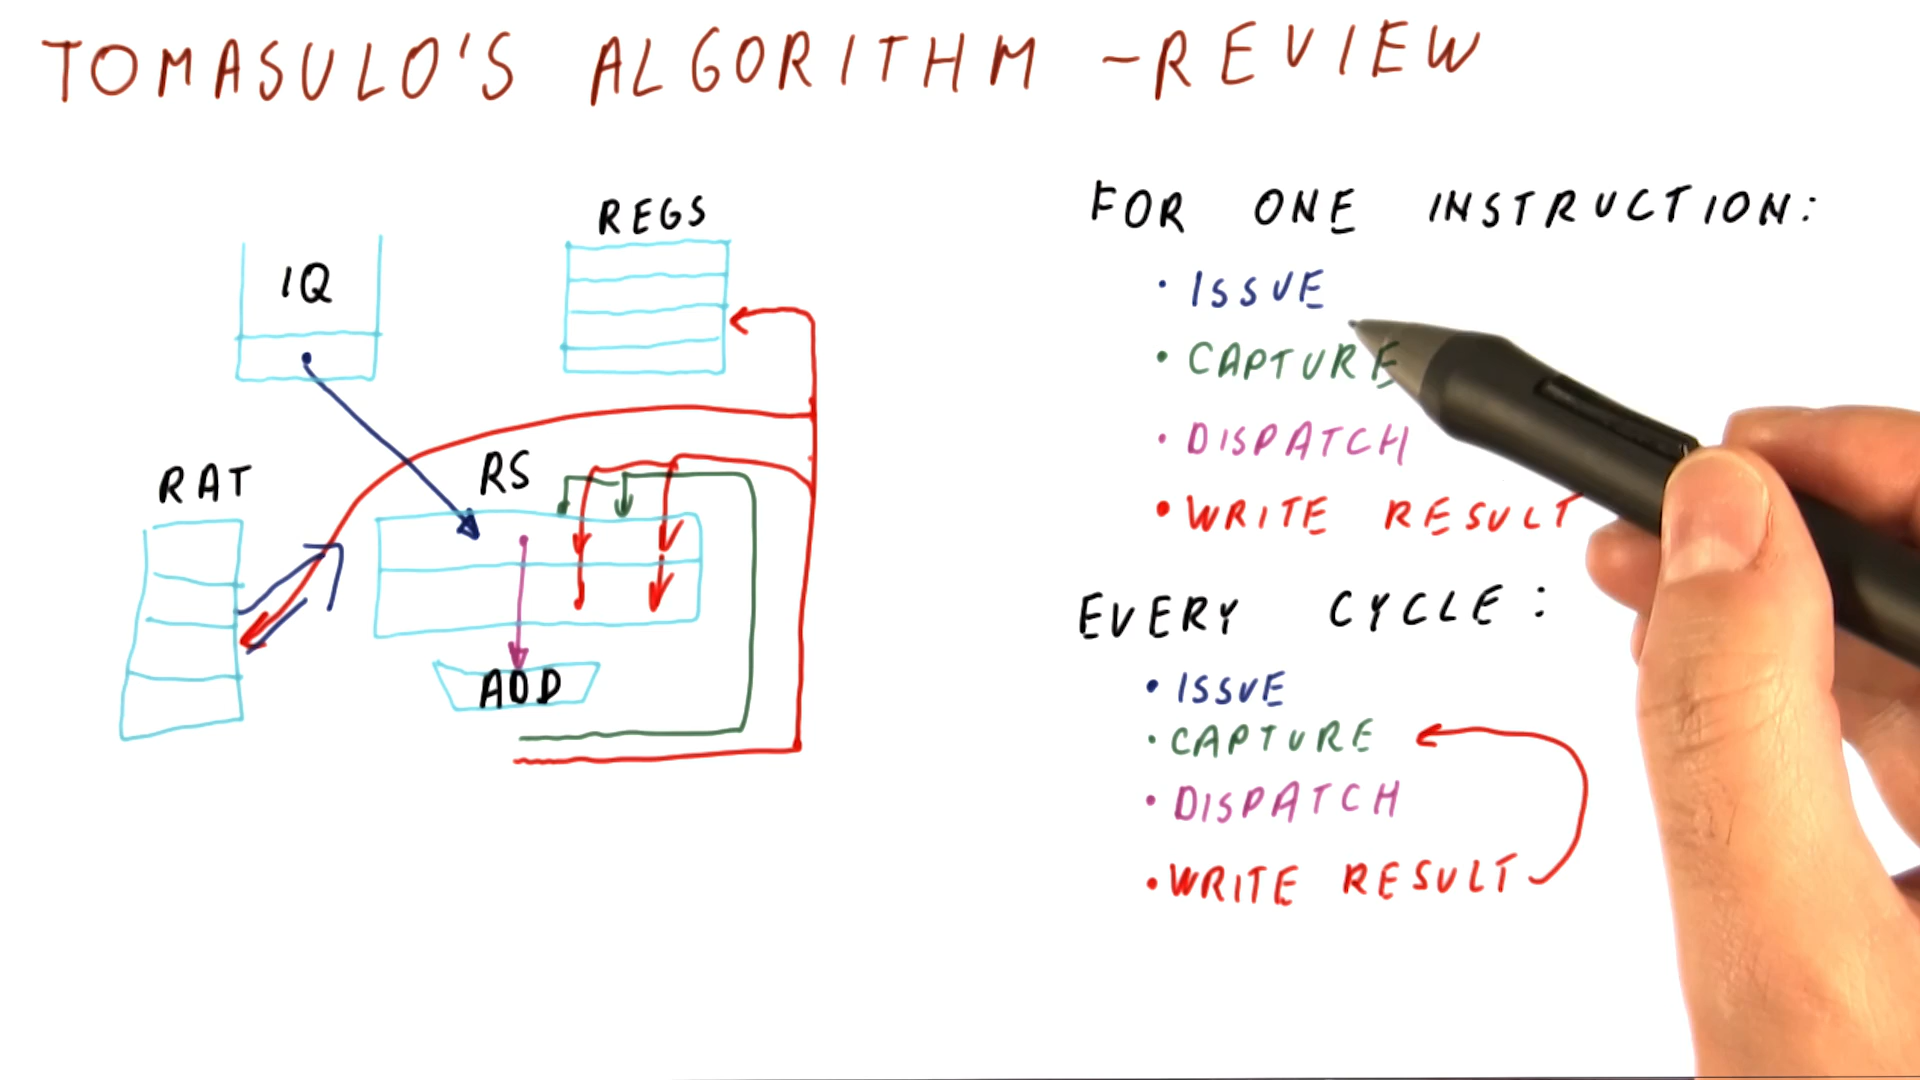 TOMASULO'S ALGORITHM - REVIEW
REGS
IQ
RAT
RS
ADD
FOR ONE INSTRUCTION:
• ISSUE
• CAPTURE
• DISPATCH
• WRITE RESULT
EVERY CYCLE:
• ISSUE
• CAPTURE
• DISPATCH
• WRITE RESULT